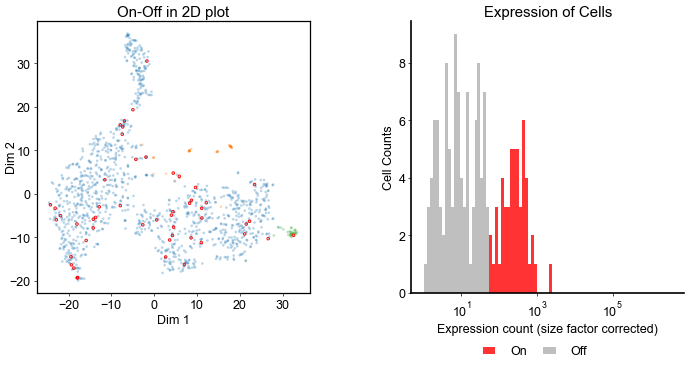 On-Off in 2D plot
Expression of Cells
Dim 2
40
30
20
10
0
−10
−20
−20 −10 0 10 20 30
Dim 1
Cell Counts
8
6
4
2
0
10^1 10^3 10^5
Expression count (size factor corrected)
On Off